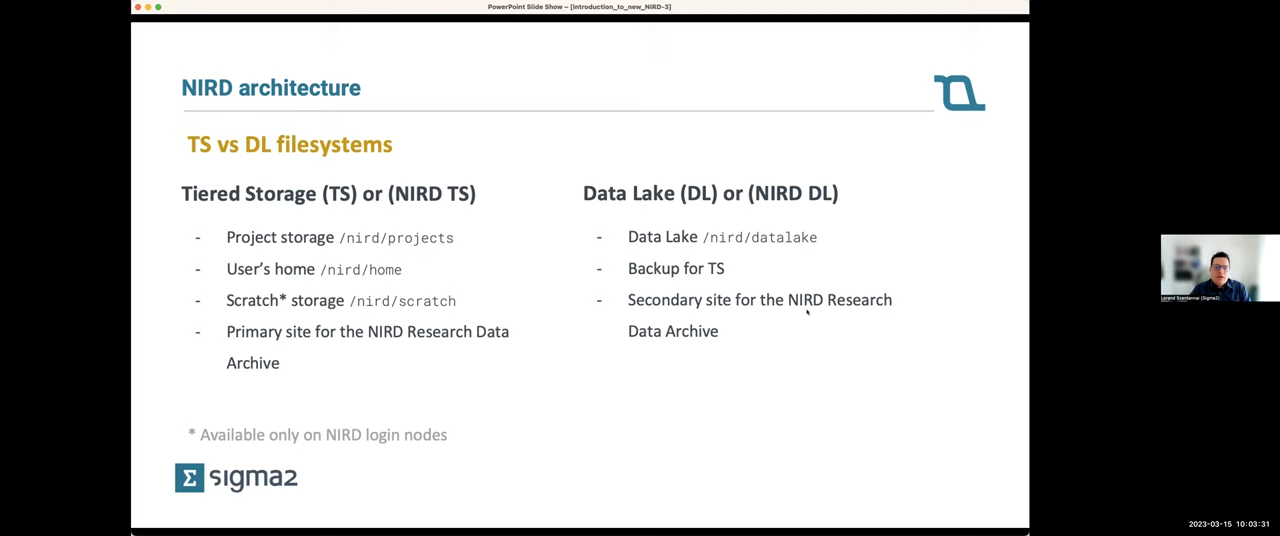 PowerPoint Slide Show – [Introduction_to_new_NIRD-3]
NIRD architecture
TS vs DL filesystems
Tiered Storage (TS) or (NIRD TS)
- Project storage /nird/projects
- User's home /nird/home
- Scratch* storage /nird/scratch
- Primary site for the NIRD Research Data
Archive
Data Lake (DL) or (NIRD DL)
- Data Lake /nird/datalake
- Backup for TS
- Secondary site for the NIRD Research
Data Archive
* Available only on NIRD login nodes
Σ sigma2
Lorand Szentannai (Sigma2)
2023-03-15 10:03:31